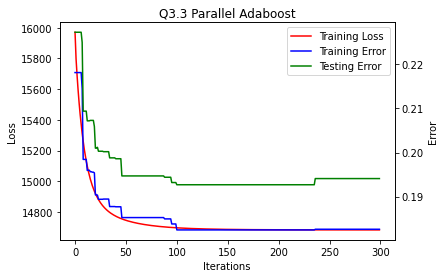 Q3.3 Parallel Adaboost
Training Loss
Training Error
Testing Error
16000
15800
15600
15400
15200
15000
14800
Loss
0.22
0.21
0.20
0.19
Error
0 50 100 150 200 250 300
Iterations